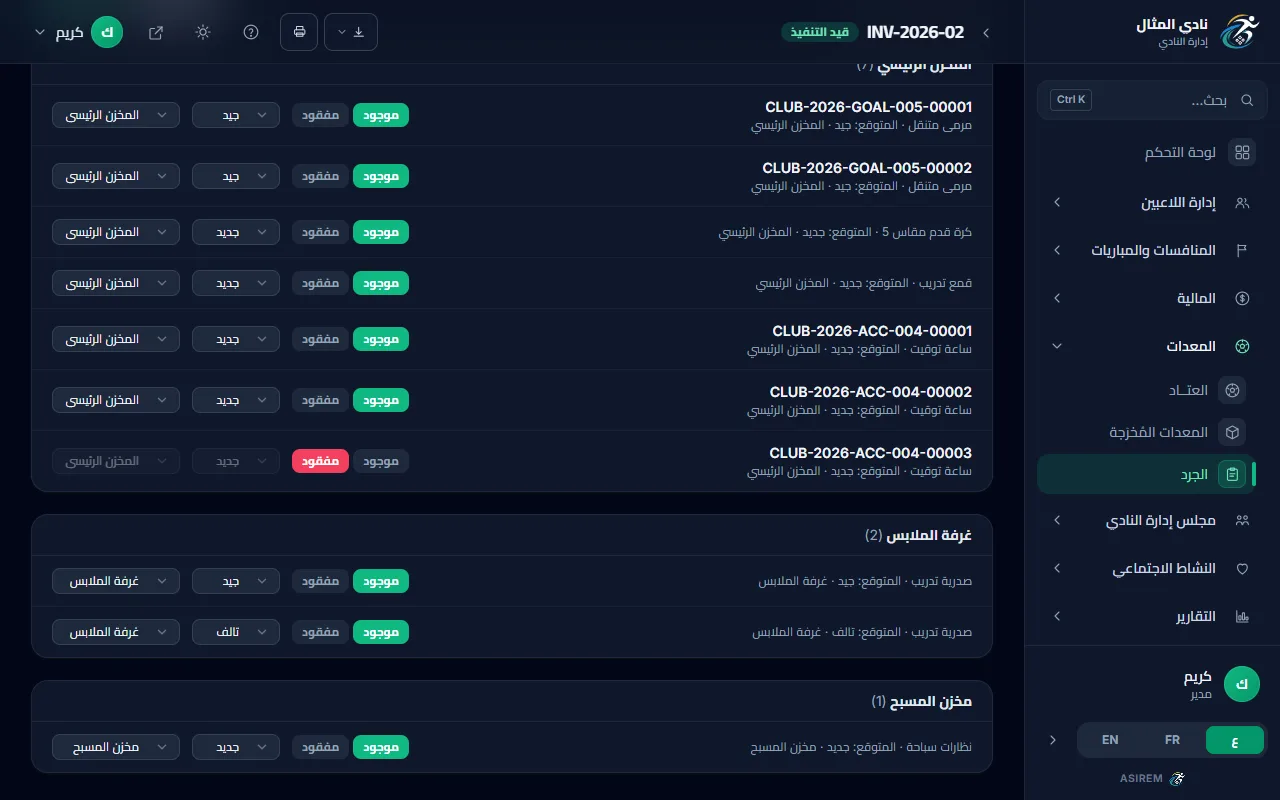 نادي المثال
إدارة النادي
بحث...
Ctrl K
لوحة التحكم
إدارة اللاعبين
المنافسات والمباريات
المالية
المعدات
العتــاد
المعدات المُخرَجة
الجرد
مجلس إدارة النادي
النشاط الاجتماعي
التقارير
ك
كريم
مدير
ع
FR
EN
ASIREM
INV-2026-02
قيد التنفيذ
ك
كريم
المخزن الرئيسي (7)
CLUB-2026-GOAL-005-00001
مرمى متنقل · المتوقع: جيد · المخزن الرئيسي
موجود مفقود جيد المخزن الرئيسي
CLUB-2026-GOAL-005-00002
مرمى متنقل · المتوقع: جيد · المخزن الرئيسي
موجود مفقود جيد المخزن الرئيسي
كرة قدم مقاس 5 · المتوقع: جديد · المخزن الرئيسي
موجود مفقود جديد المخزن الرئيسي
قمع تدريب · المتوقع: جديد · المخزن الرئيسي
موجود مفقود جديد المخزن الرئيسي
CLUB-2026-ACC-004-00001
ساعة توقيت · المتوقع: جديد · المخزن الرئيسي
موجود مفقود جديد المخزن الرئيسي
CLUB-2026-ACC-004-00002
ساعة توقيت · المتوقع: جديد · المخزن الرئيسي
موجود مفقود جديد المخزن الرئيسي
CLUB-2026-ACC-004-00003
ساعة توقيت · المتوقع: جديد · المخزن الرئيسي
موجود مفقود جديد المخزن الرئيسي
غرفة الملابس (2)
صدرية تدريب · المتوقع: جيد · غرفة الملابس
موجود مفقود جيد غرفة الملابس
صدرية تدريب · المتوقع: تالف · غرفة الملابس
موجود مفقود تالف غرفة الملابس
مخزن المسبح (1)
نظارات سباحة · المتوقع: جديد · مخزن المسبح
موجود مفقود جديد مخزن المسبح